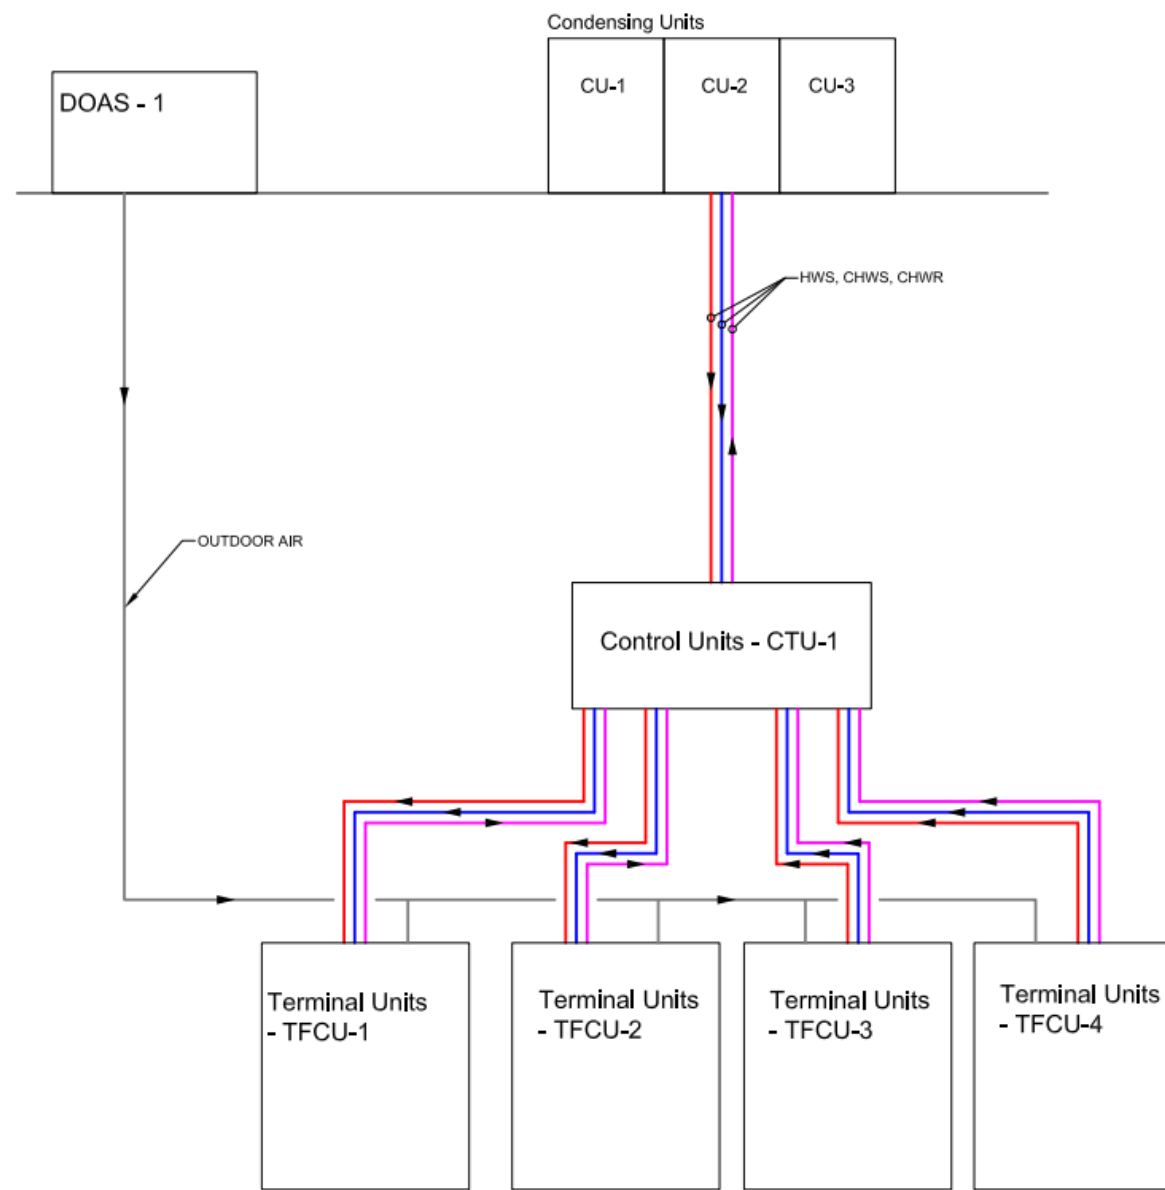 Condensing Units
DOAS - 1
CU-1
CU-2
CU-3
HWS, CHWS, CHWR
OUTDOOR AIR
Control Units - CTU-1
Terminal Units
- TFCU-1
Terminal Units
- TFCU-2
Terminal Units
- TFCU-3
Terminal Units
- TFCU-4